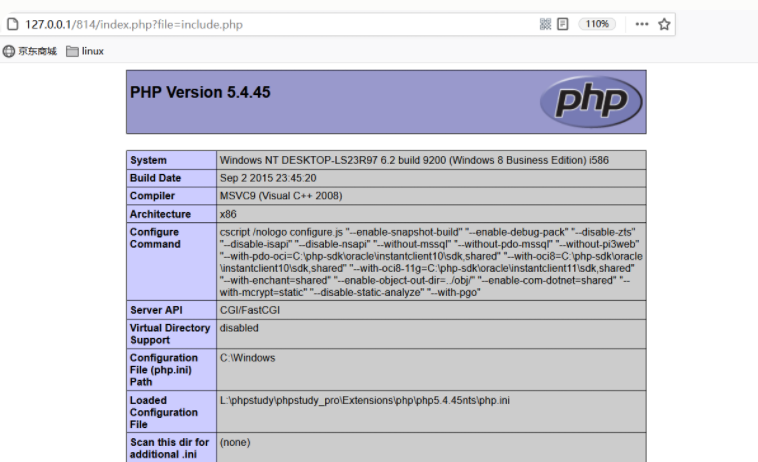 127.0.0.1/814/index.php?file=include.php
110%
京东商城 linux
PHP Version 5.4.45
php
System Windows NT DESKTOP-LS23R97 6.2 build 9200 (Windows 8 Business Edition) i586
Build Date Sep 2 2015 23:45:20
Compiler MSVC9 (Visual C++ 2008)
Architecture x86
Configure cscript /nologo configure.js "--enable-snapshot-build" "--enable-debug-pack" "--disable-zts"
Command "--disable-isapi" "--disable-nsapi" "--without-mssql" "--without-pdo-mssql" "--without-pi3web"
"--with-pdo-oci=C:\php-sdk\oracle\instantclient10\sdk,shared" "--with-oci8=C:\php-sdk\oracle
\instantclient10\sdk,shared" "--with-oci8-11g=C:\php-sdk\oracle\instantclient11\sdk,shared"
"--with-enchant=shared" "--enable-object-out-dir=../obj/" "--enable-com-dotnet=shared" "--
with-mcrypt=static" "--disable-static-analyze" "--with-pgo"
Server API CGI/FastCGI
Virtual Directory disabled
Support
Configuration C:\Windows
File (php.ini)
Path
Loaded L:\phpstudy\phpstudy_pro\Extensions\php\php5.4.45nts\php.ini
Configuration
File
Scan this dir for (none)
additional .ini